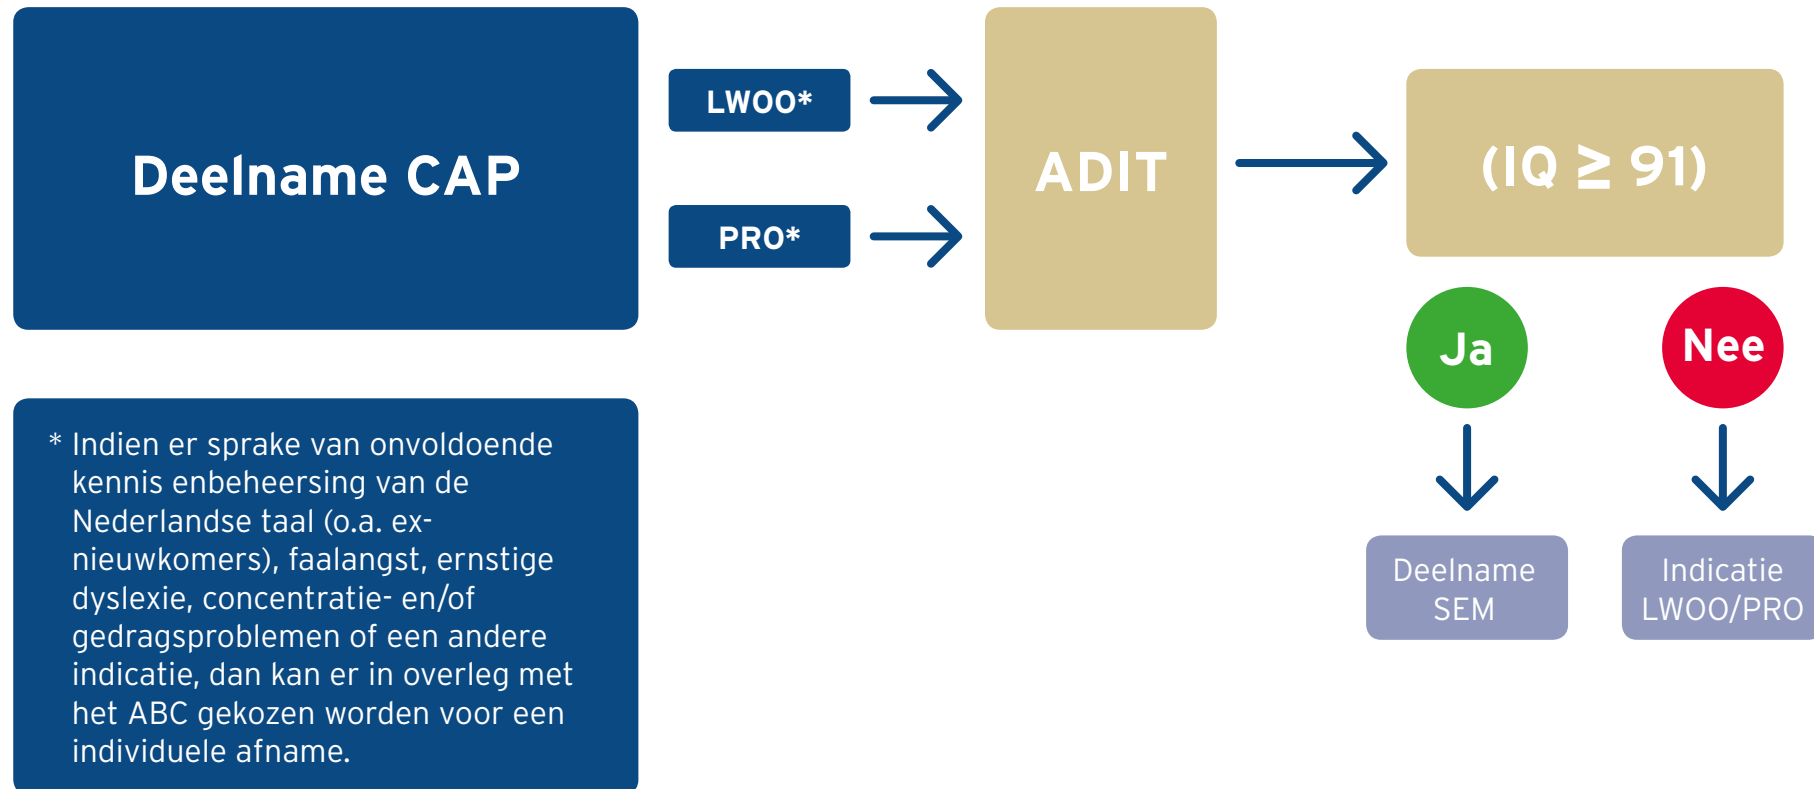 Deelname CAP
LWOO*
PRO*
ADIT
(IQ ≥ 91)
Ja
Nee
Deelname
SEM
Indicatie
LWOO/PRO
* Indien er sprake van onvoldoende
kennis enbeheersing van de
Nederlandse taal (o.a. ex-
nieuwkomers), faalangst, ernstige
dyslexie, concentratie- en/of
gedragsproblemen of een andere
indicatie, dan kan er in overleg met
het ABC gekozen worden voor een
individuele afname.